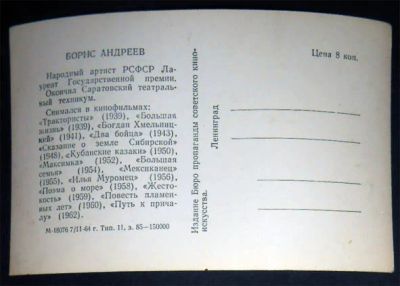 БОРИС АНДРЕЕВ
Народный артист РСФСР Ла-
уреат Государственной премии.
Окончил Саратовский театраль-
ный техникум.
Снимался в кинофильмах:
«Трактористы» (1939), «Большая
жизнь» (1939), «Богдан Хмельниц-
кий» (1941), «Два бойца» (1943),
«Сказание о земле Сибирской»
(1948), «Кубанские казаки» (1950),
«Максимка» (1952), «Большая
семья» (1954), «Мексиканец»
(1955), «Илья Муромец» (1956),
«Поэма о море» (1958), «Жесто-
кость» (1959), «Повесть пламен-
ных лет» (1960), «Путь к прича-
лу» (1962).
М-18076 7/II-64 г. Тип. 11, з. 85—150000
Издание Бюро пропаганды советского кино-
искусства.
Ленинград
Цена 8 коп.